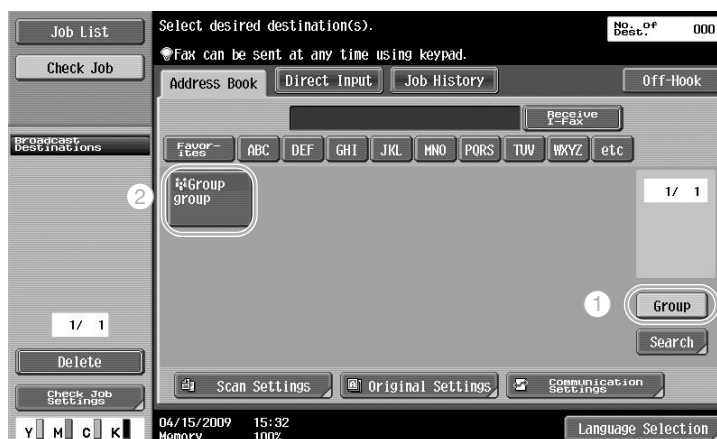 Job List
Select desired destination(s).
No. of
Dest.
000
Fax can be sent at any time using keypad.
Check Job
Address Book
Direct Input
Job History
Off-Hook
Receive
I-Fax
Broadcast
Destinations
Favor-
ites
ABC
DEF
GHI
JKL
MNO
PQRS
TUV
WXYZ
etc
2
Group
group
1/ 1
1
Group
1/ 1
Search
Delete
Scan Settings
Original Settings
Communication
Settings
Check Job
Settings
Y M C K
04/15/2009 15:32
Memory 100%
Language Selection